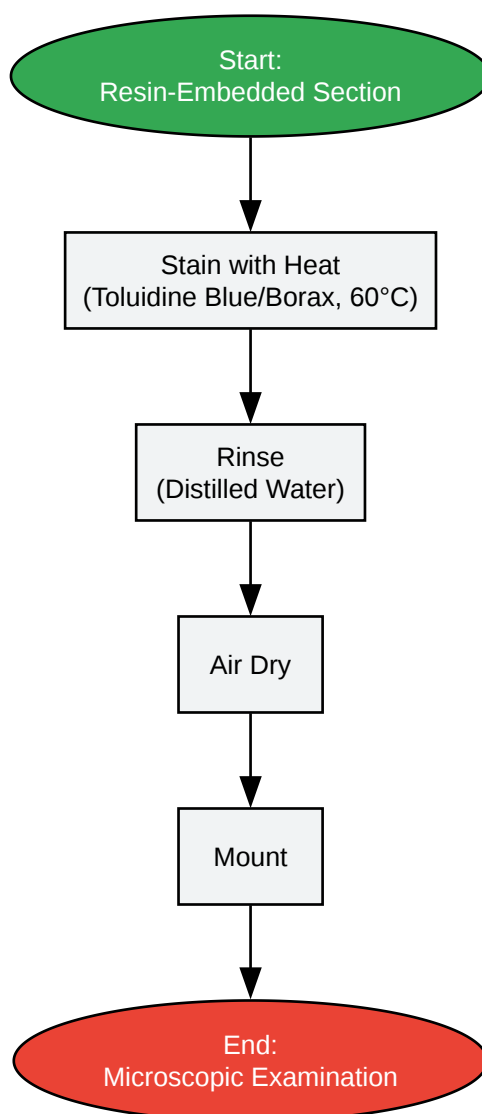 Start:
Resin-Embedded Section
Stain with Heat
(Toluidine Blue/Borax, 60°C)
Rinse
(Distilled Water)
Air Dry
Mount
End:
Microscopic Examination